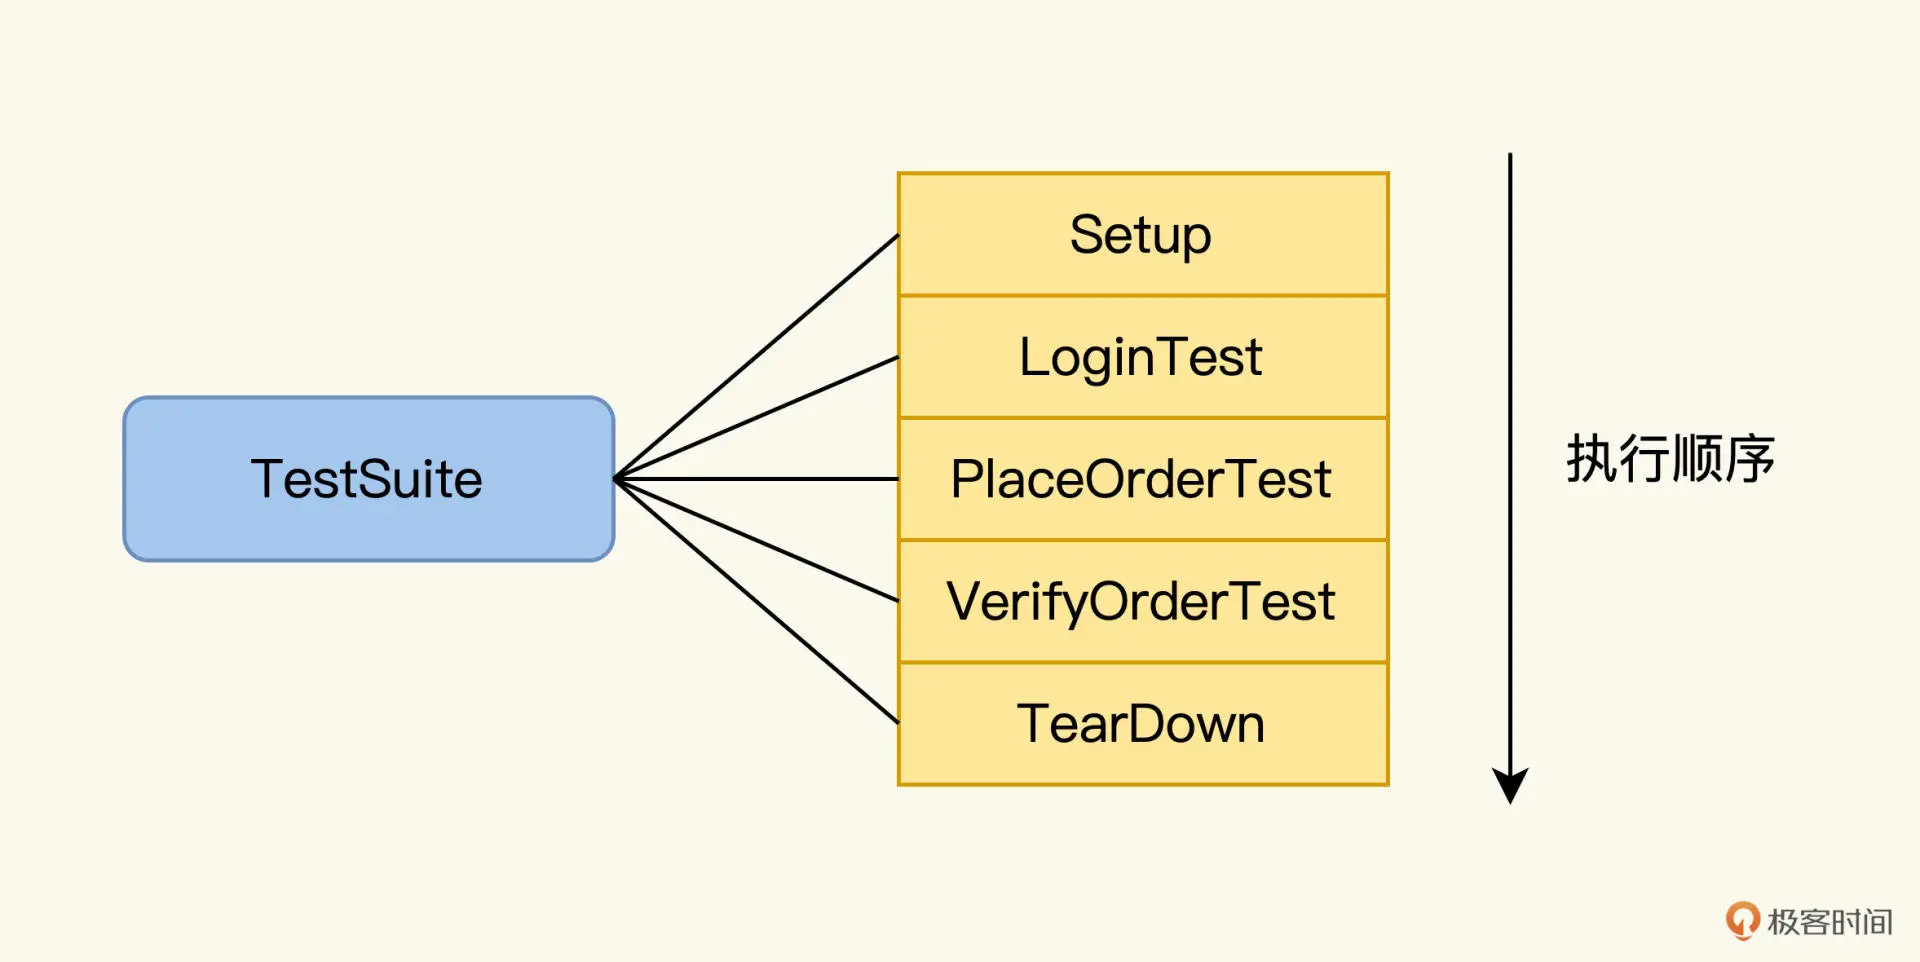 TestSuite
Setup
LoginTest
PlaceOrderTest
VerifyOrderTest
TearDown
执行顺序
极客时间